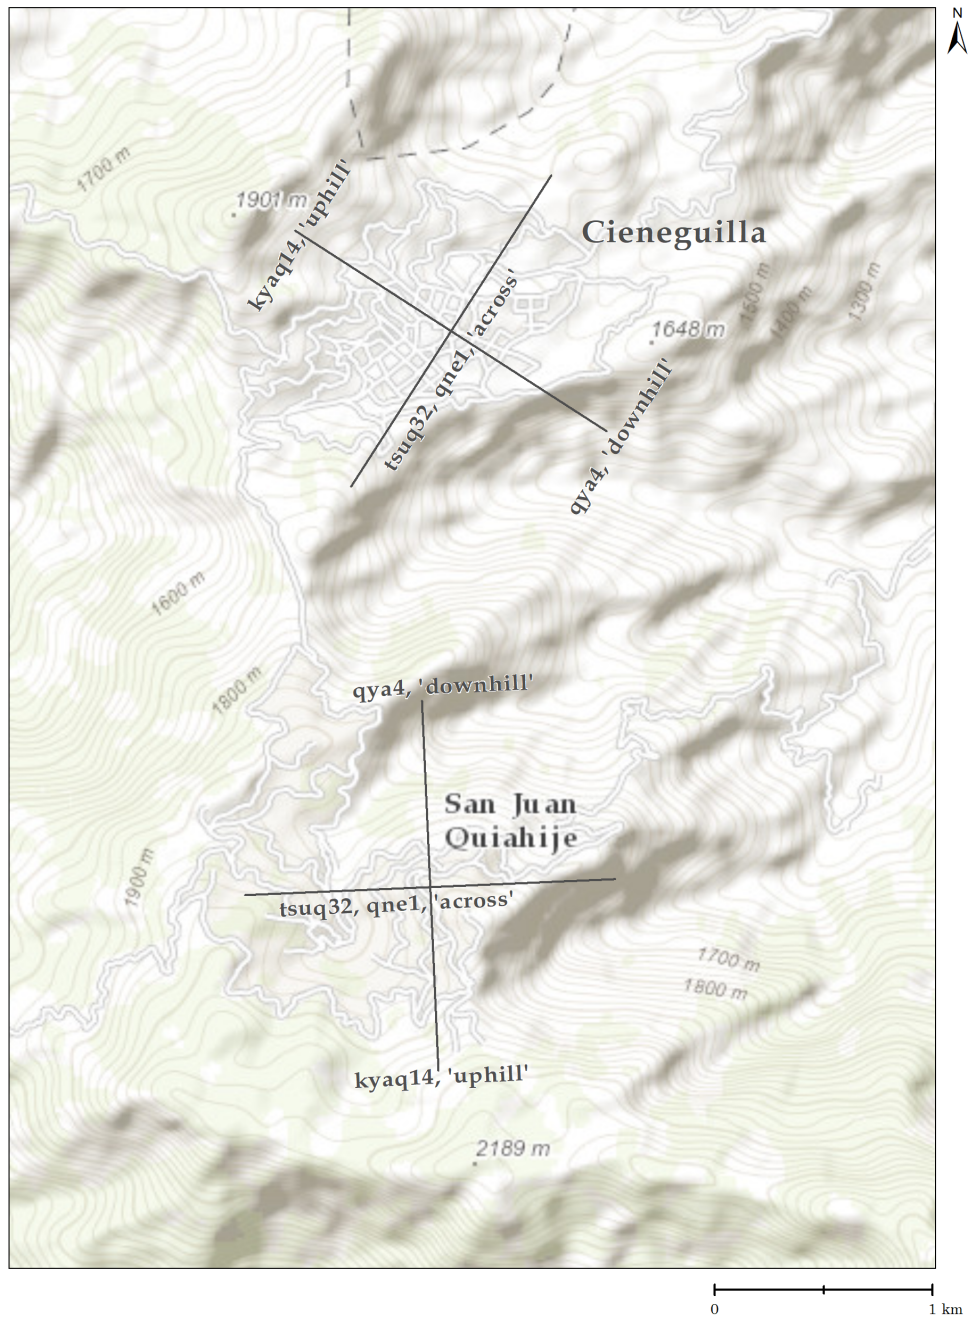 N
1700 m
1901 m
kyaq14, 'uphill'
Cieneguilla
tsuq32, qne1, 'across'
1500 m
1400 m
1300 m
1648 m
qya4, 'downhill'
1600 m
1800 m
qya4, 'downhill'
San Juan
Quiahije
1900 m
tsuq32, qne1, 'across'
1700 m
1800 m
kyaq14, 'uphill'
2189 m
0
1 km